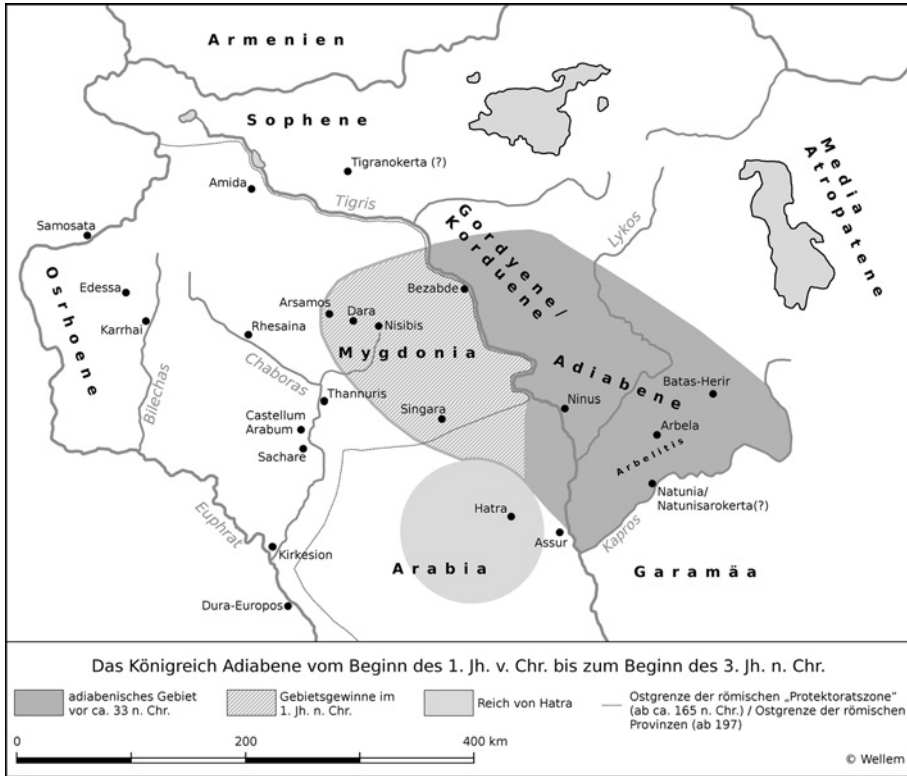 Armenien
Sophene
Tigranokerta (?)
Media
Atropatene
Amida
Tigris
Gordyene/
Korduene
Lykos
Samosata
Osrhoene
Edessa
Karrhai
Bezabde
Arsamos
Dara
Nisibis
Rhesaina
Mygdonia
Adiabene
Chaboras
Bilechas
Batas-Herir
Thannuris
Ninus
Castellum
Arabum
Singara
Arbela
Sachare
Arbelitis
Natunia/
Natunisarokerta(?)
Hatra
Euphrat
Assur
Kapros
Kirkesion
Arabia
Garamäa
Dura-Europos
Das Königreich Adiabene vom Beginn des 1. Jh. v. Chr. bis zum Beginn des 3. Jh. n. Chr.
adiabenisches Gebiet
vor ca. 33 n. Chr.
Gebietsgewinne im
1. Jh. n. Chr.
Reich von Hatra
Ostgrenze der römischen „Protektoratszone"
(ab ca. 165 n. Chr.) / Ostgrenze der römischen
Provinzen (ab 197)
0 200 400 km
© Wellem